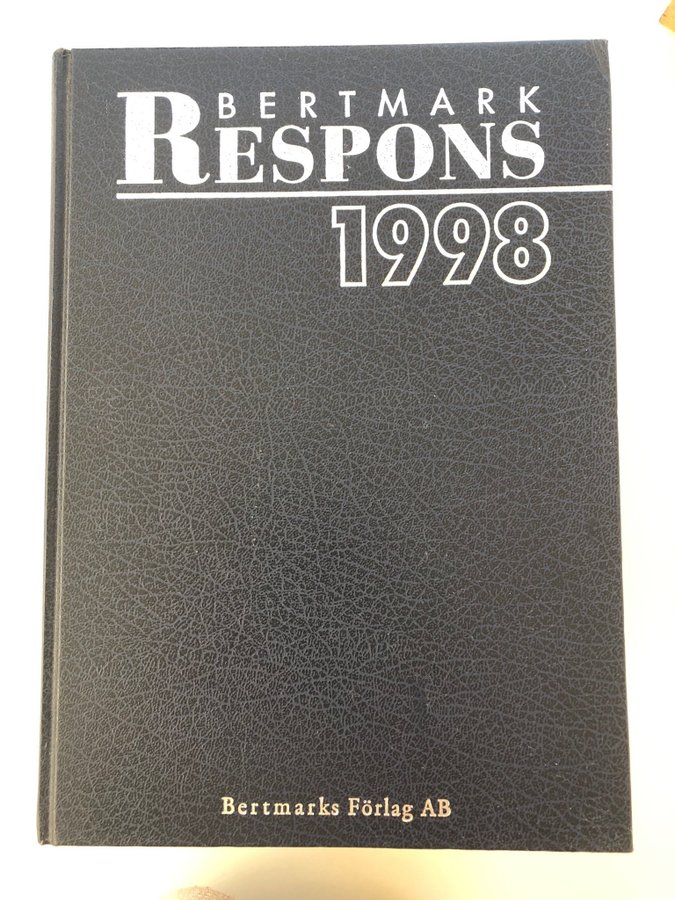 BERTMARK
RESPONS
1998
Bertmarks Förlag AB